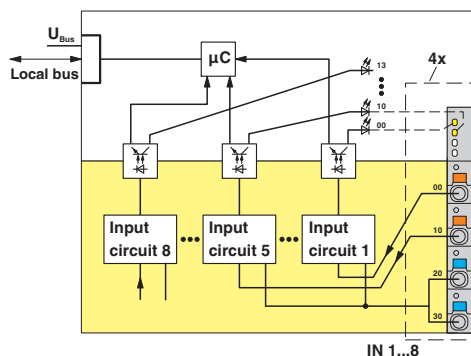 U Bus
Local bus
µC
4x
13
10
00
00
10
20
30
Input
circuit 8
Input
circuit 5
Input
circuit 1
IN 1...8